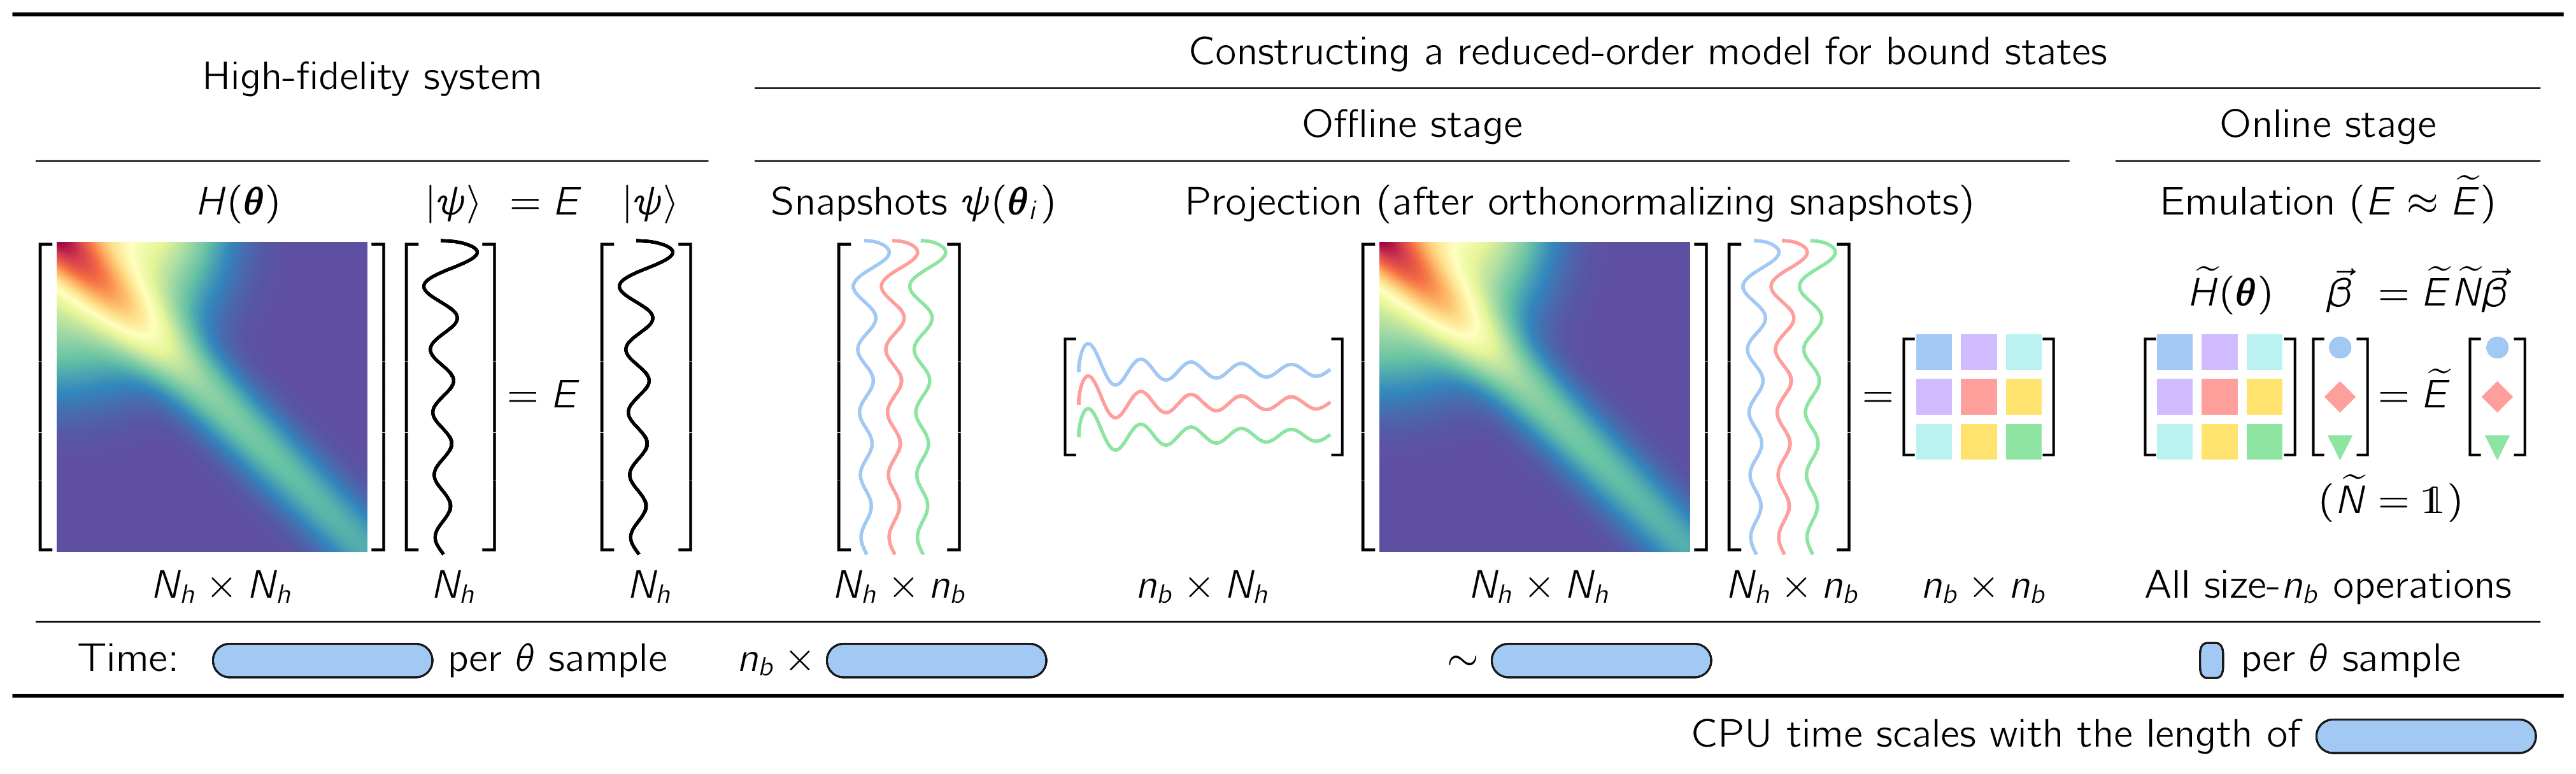 High-fidelity system
Constructing a reduced-order model for bound states
Offline stage
Online stage
H(θ) |ψ⟩ = E |ψ⟩
Snapshots ψ(θᵢ)
Projection (after orthonormalizing snapshots)
Emulation (E ≈ Ẽ)
H̃(θ) β⃗ = ẼÑβ⃗
= E
=
= Ẽ
(Ñ = 𝟙)
N_h × N_h
N_h
N_h
N_h × n_b
n_b × N_h
N_h × N_h
N_h × n_b
n_b × n_b
All size-n_b operations
Time: per θ sample
n_b ×
∼
per θ sample
CPU time scales with the length of